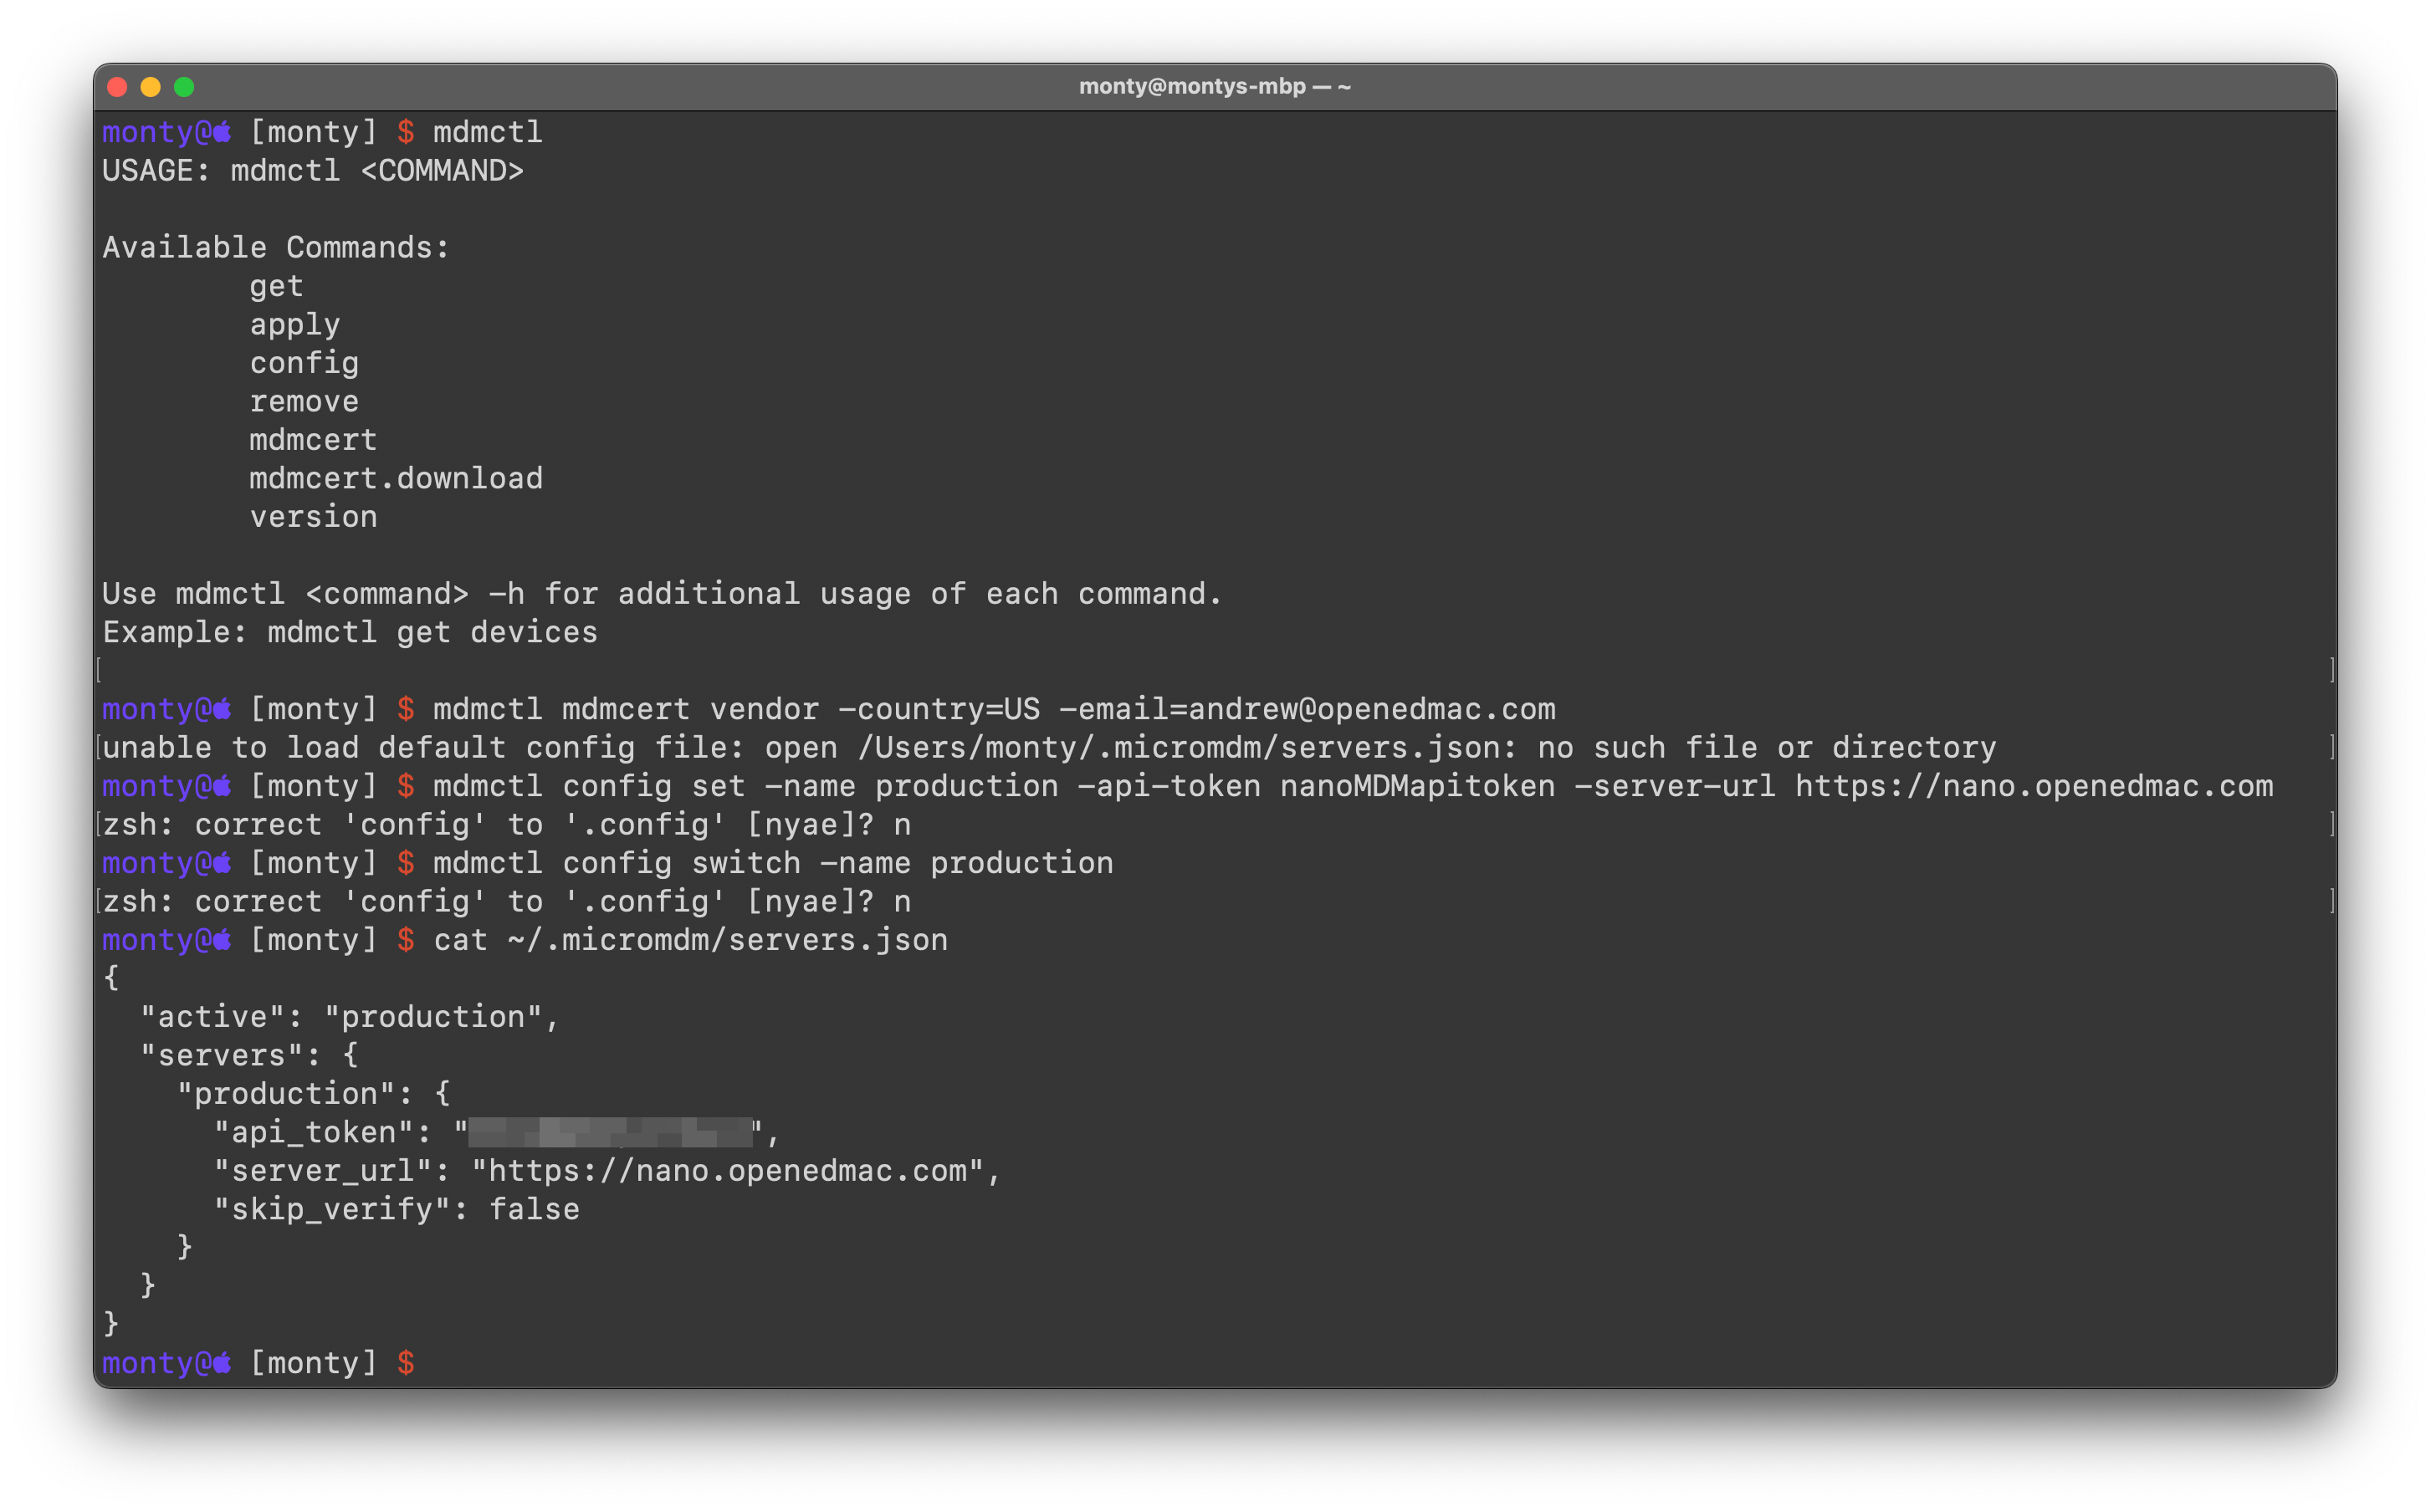 monty@montys-mbp — ~
monty@ [monty] $ mdmctl
USAGE: mdmctl <COMMAND>
Available Commands:
get
apply
config
remove
mdmcert
mdmcert.download
version
Use mdmctl <command> -h for additional usage of each command.
Example: mdmctl get devices
[ ]
monty@ [monty] $ mdmctl mdmcert vendor -country=US -email=andrew@openedmac.com
[unable to load default config file: open /Users/monty/.micromdm/servers.json: no such file or directory ]
monty@ [monty] $ mdmctl config set -name production -api-token nanoMDMapitoken -server-url https://nano.openedmac.com
[zsh: correct 'config' to '.config' [nyae]? n ]
monty@ [monty] $ mdmctl config switch -name production
[zsh: correct 'config' to '.config' [nyae]? n ]
monty@ [monty] $ cat ~/.micromdm/servers.json
{
"active": "production",
"servers": {
"production": {
"api_token": "",
"server_url": "https://nano.openedmac.com",
"skip_verify": false
}
}
}
monty@ [monty] $